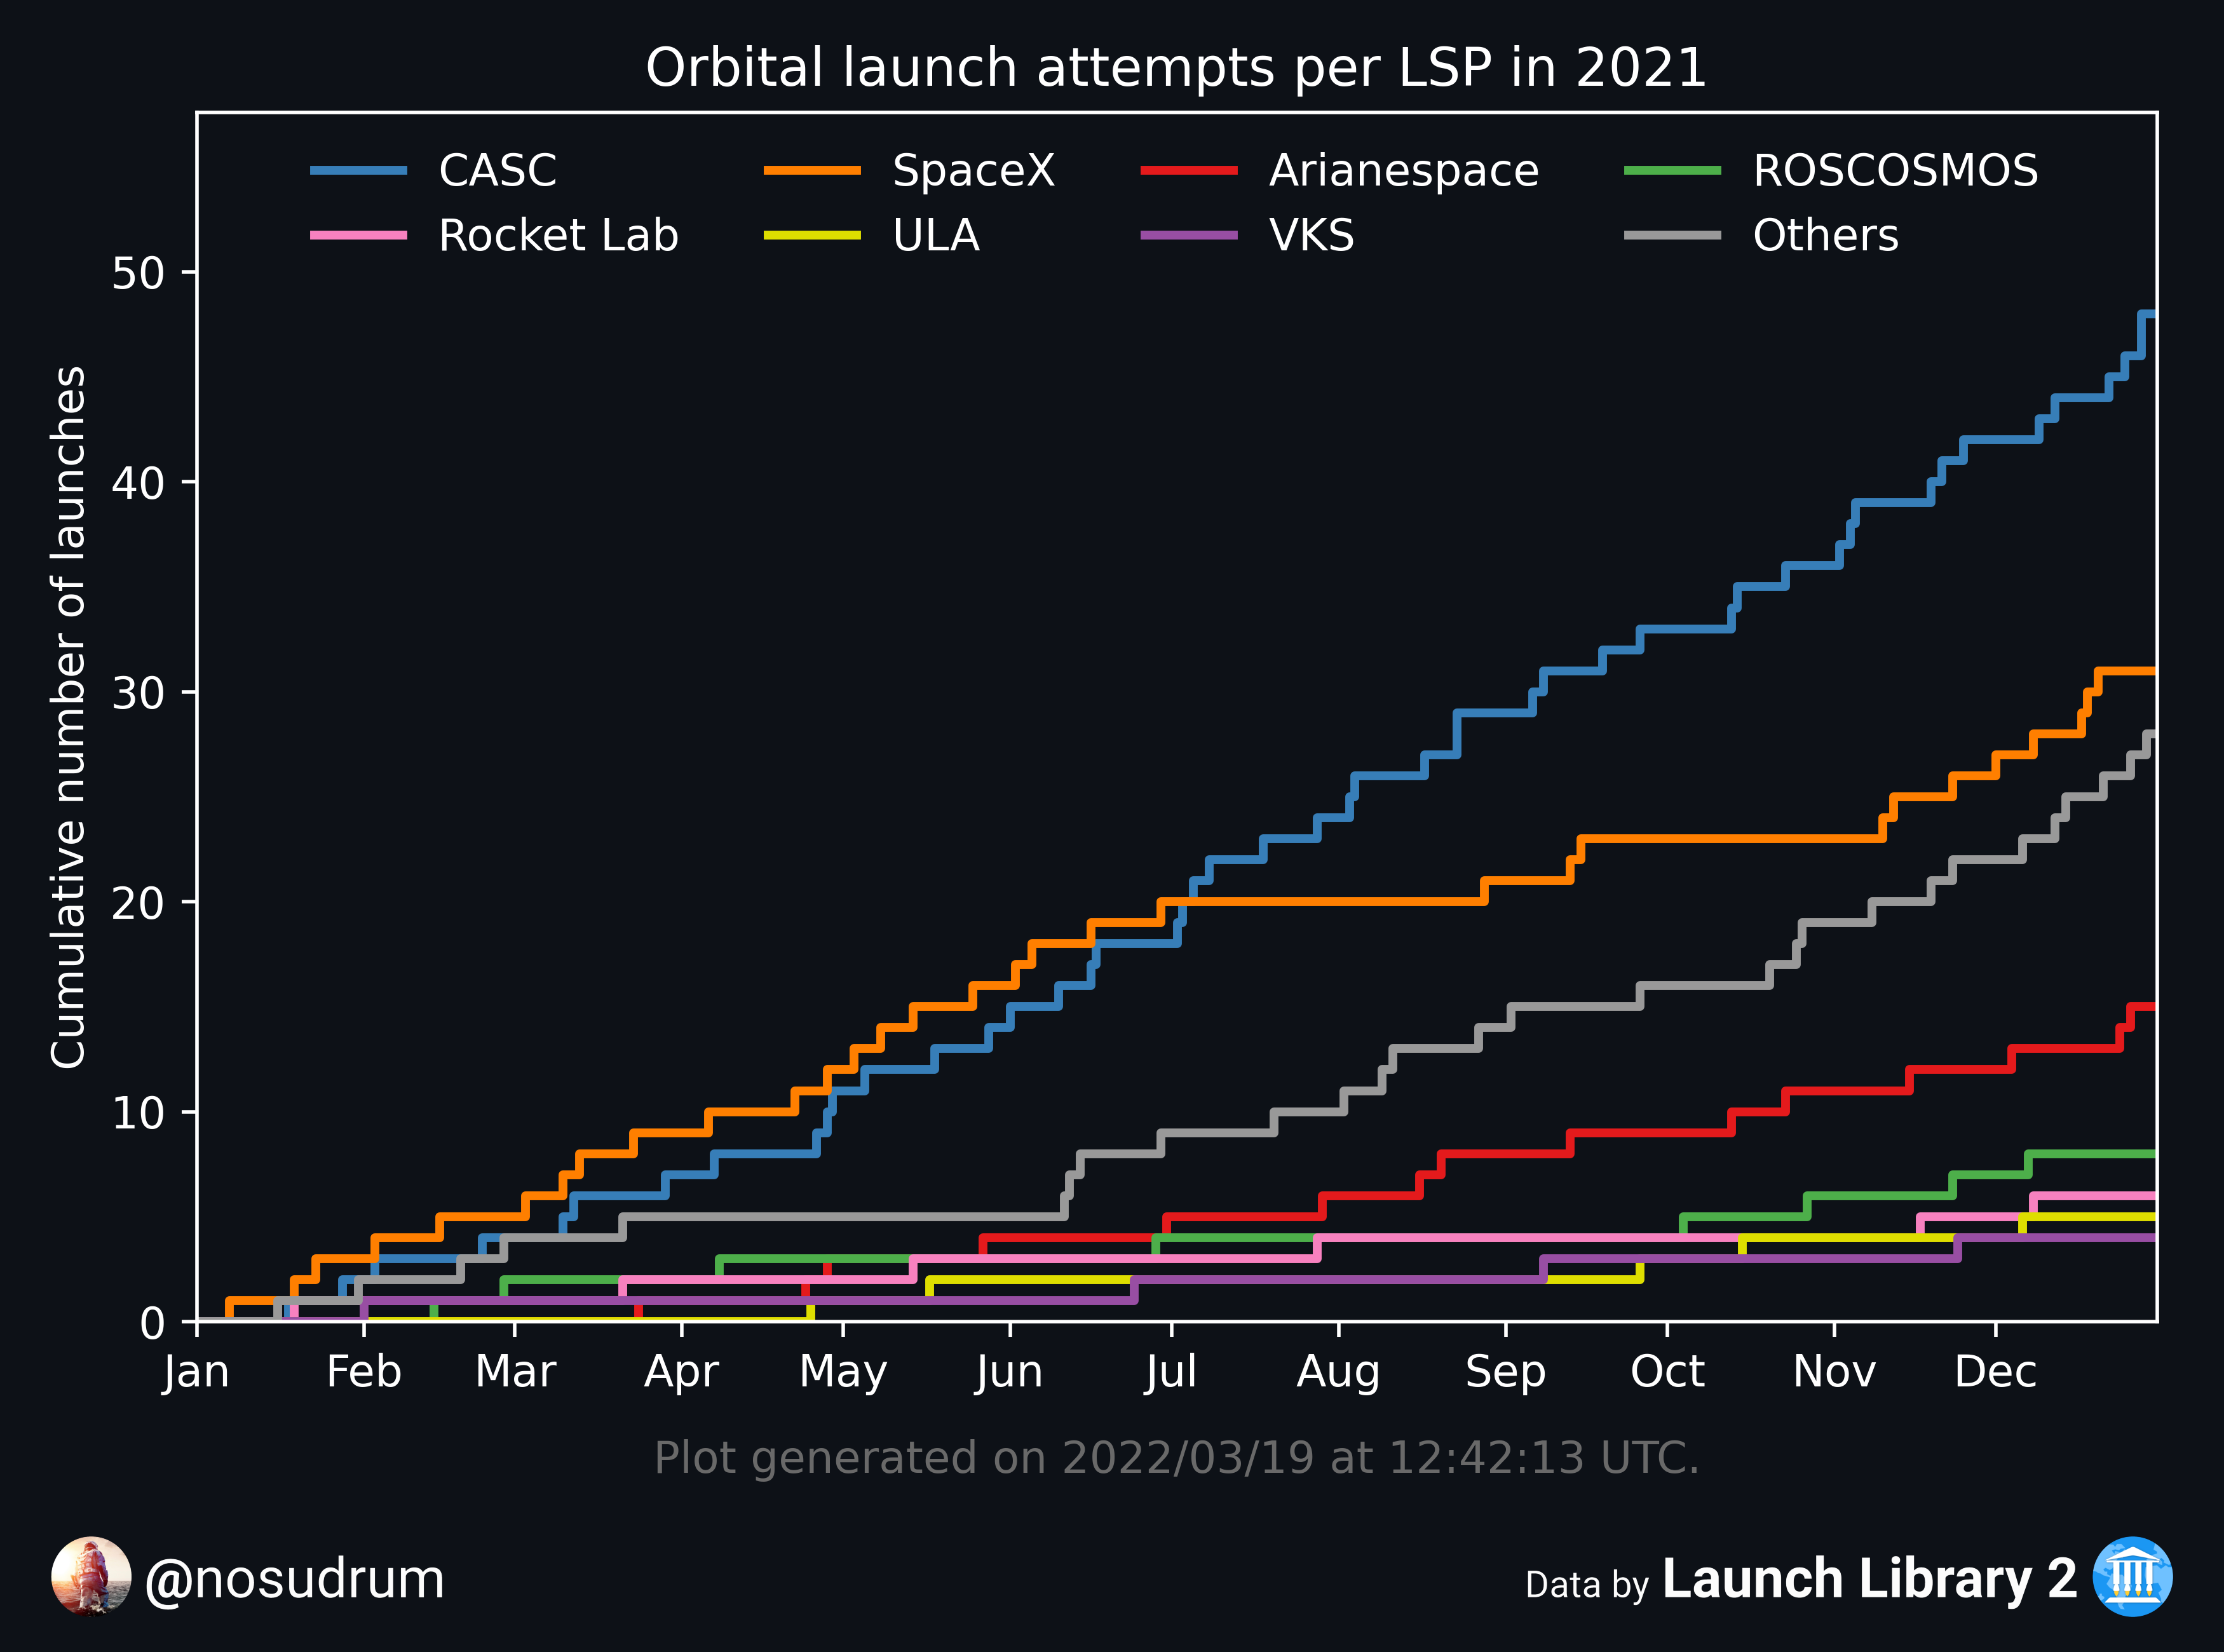 Orbital launch attempts per LSP in 2021
CASC SpaceX Arianespace ROSCOSMOS
Rocket Lab ULA VKS Others
Cumulative number of launches
50
40
30
20
10
0
Jan Feb Mar Apr May Jun Jul Aug Sep Oct Nov Dec
Plot generated on 2022/03/19 at 12:42:13 UTC.
@nosudrum
Data by Launch Library 2